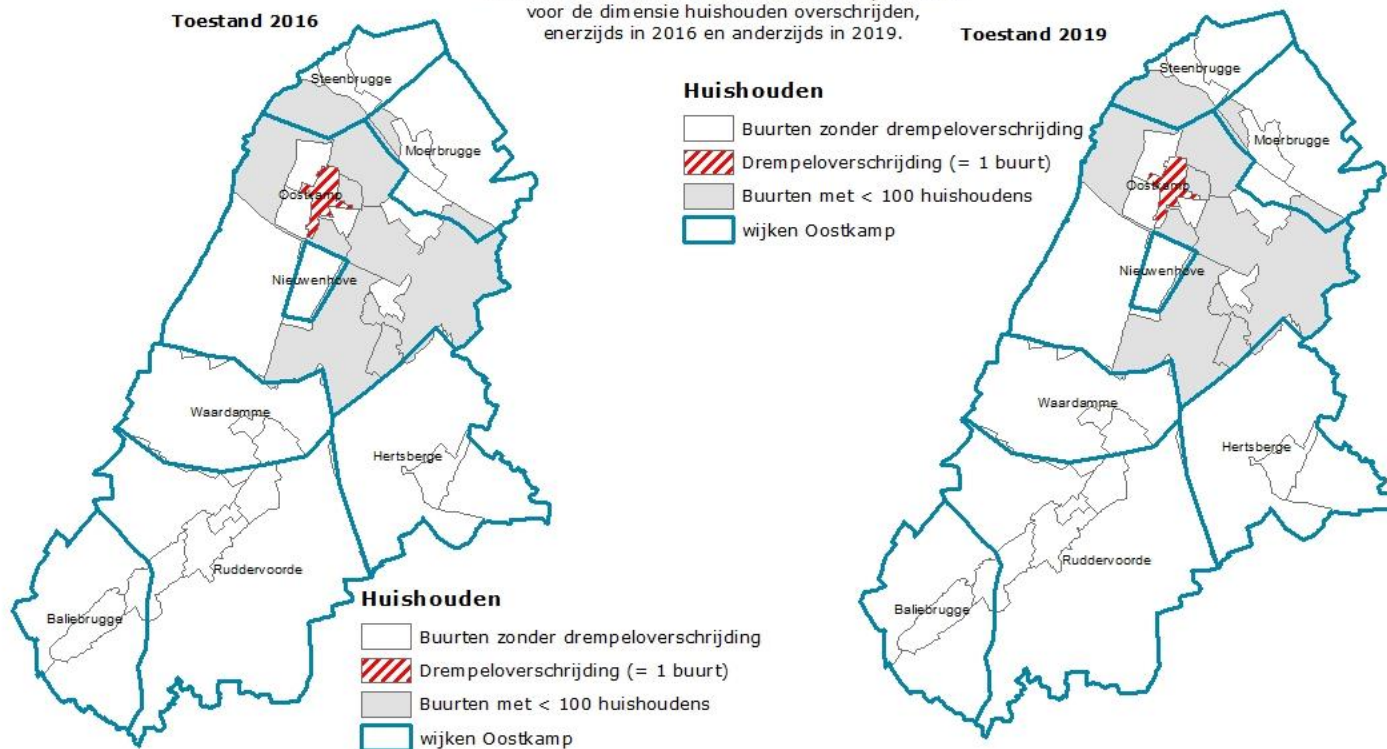 voor de dimensie huishouden overschrijden,
enerzijds in 2016 en anderzijds in 2019.
Toestand 2016
Steenbrugge
Moerbrugge
Oostkamp
Nieuwenhove
Waardamme
Hertsberge
Ruddervoorde
Baliebrugge
Huishouden
Buurten zonder drempeloverschrijding
Drempeloverschrijding (= 1 buurt)
Buurten met < 100 huishoudens
wijken Oostkamp
Toestand 2019
Huishouden
Buurten zonder drempeloverschrijding
Drempeloverschrijding (= 1 buurt)
Buurten met < 100 huishoudens
wijken Oostkamp
Steenbrugge
Moerbrugge
Oostkamp
Nieuwenhove
Waardamme
Hertsberge
Ruddervoorde
Baliebrugge